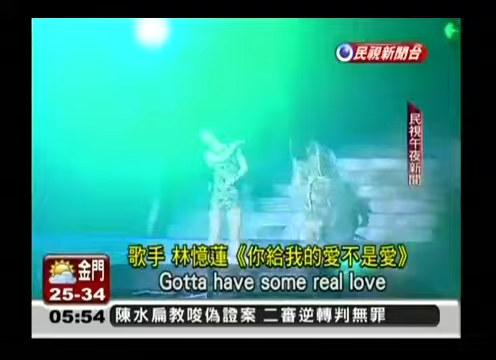 民視新聞台
民視午夜新聞
歌手 林憶蓮《你給我的愛不是愛》
Gotta have some real love
金門
25-34
05:54 陳水扁教唆偽證案 二審逆轉判無罪